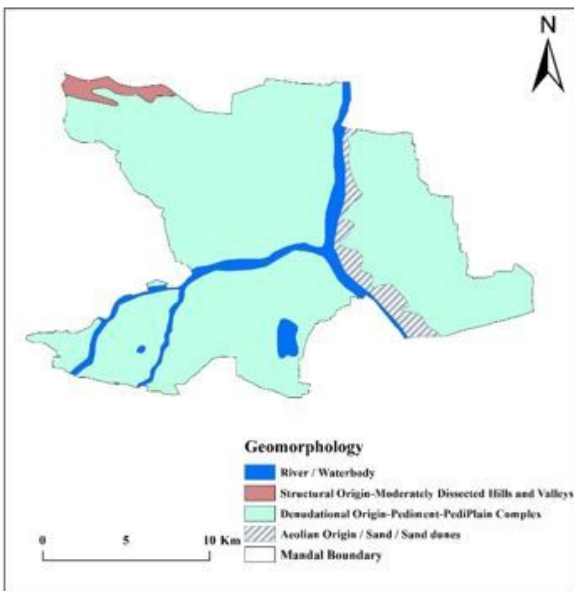 N
Geomorphology
River / Waterbody
Structural Origin-Moderately Dissected Hills and Valleys
Denudational Origin-Pediment-PediPlain Complex
Aeolian Origin / Sand / Sand dunes
Mandal Boundary
0 5 10 Km